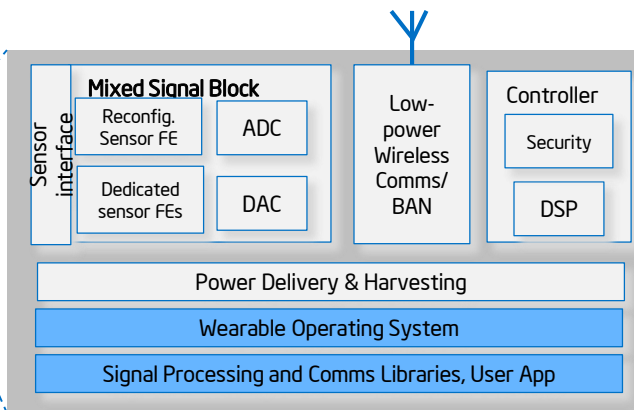 Sensor
interface
Mixed Signal Block
Reconfig.
Sensor FE
ADC
Dedicated
sensor FEs
DAC
Low-
power
Wireless
Comms/
BAN
Controller
Security
DSP
Power Delivery & Harvesting
Wearable Operating System
Signal Processing and Comms Libraries, User App